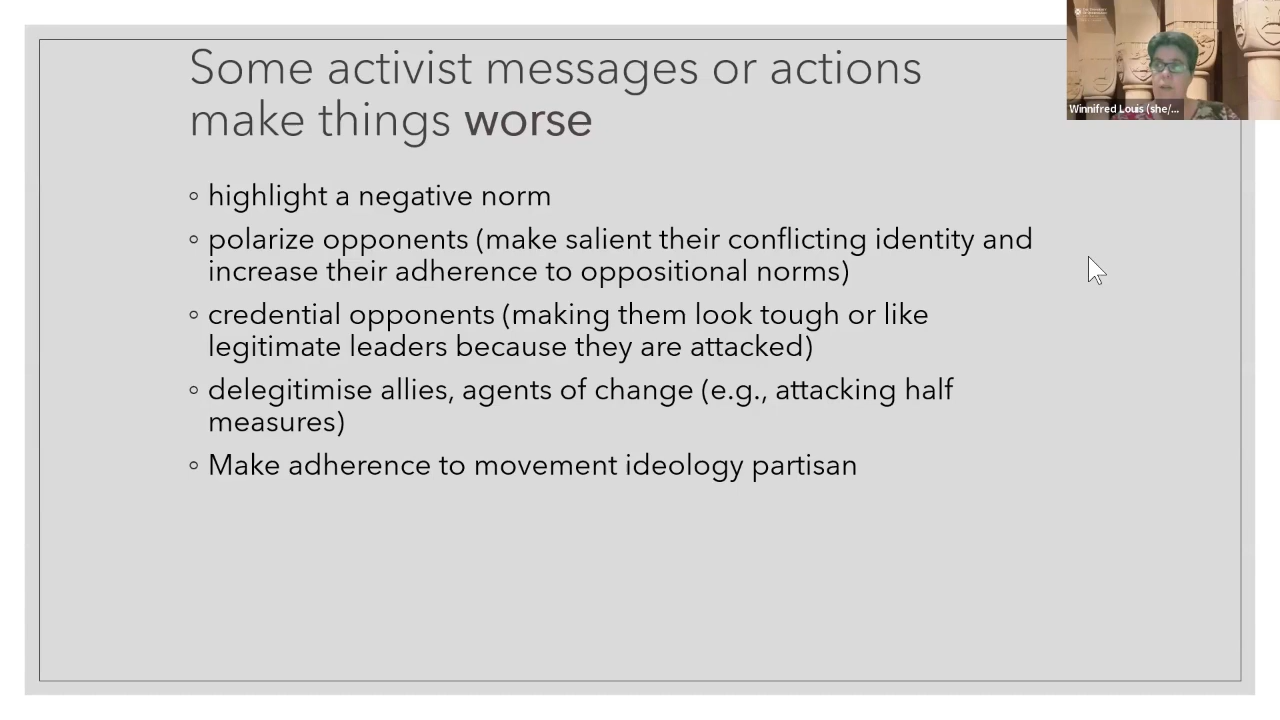 Some activist messages or actions
make things worse
◦ highlight a negative norm
◦ polarize opponents (make salient their conflicting identity and
increase their adherence to oppositional norms)
◦ credential opponents (making them look tough or like
legitimate leaders because they are attacked)
◦ delegitimise allies, agents of change (e.g., attacking half
measures)
◦ Make adherence to movement ideology partisan
Winnifred Louis (she/...